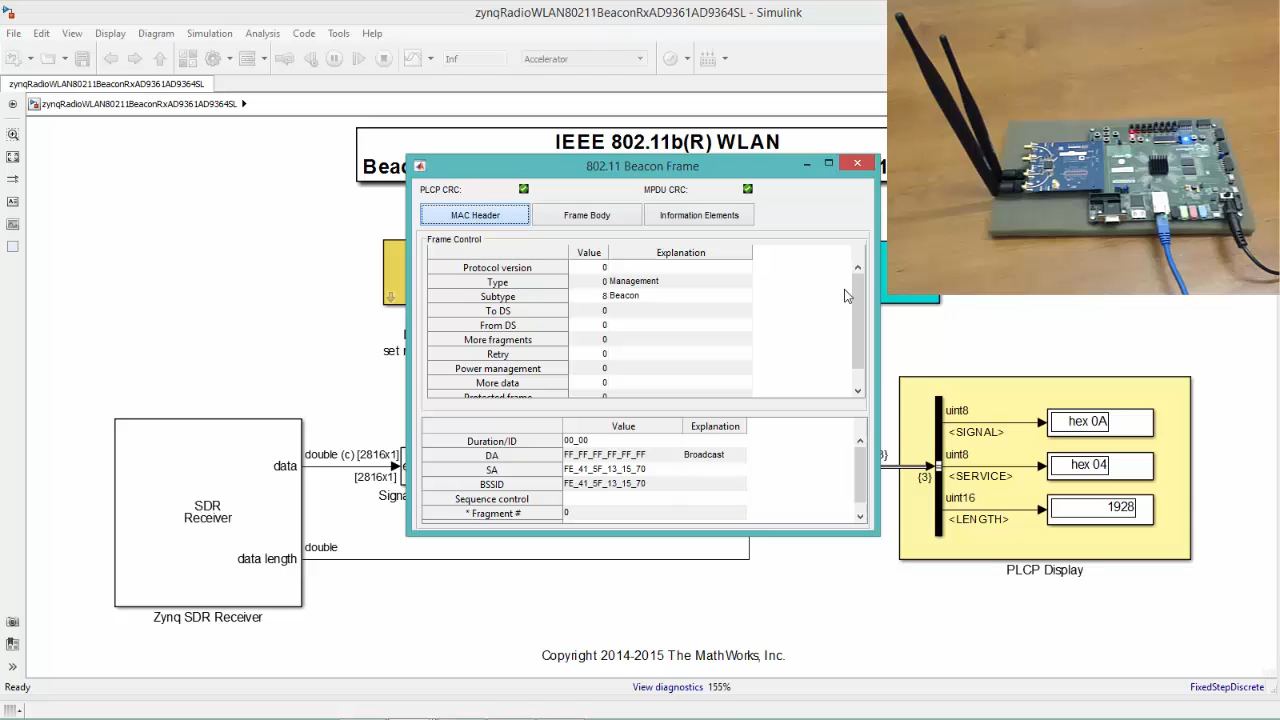 zynqRadioWLAN80211BeaconRxAD9361AD9364SL - Simulink
File Edit View Display Diagram Simulation Analysis Code Tools Help
Inf
Accelerator
zynqRadioWLAN80211BeaconRxAD9361AD9364SL
zynqRadioWLAN80211BeaconRxAD9361AD9364SL
IEEE 802.11b(R) WLAN
Beac
802.11 Beacon Frame
PLCP CRC:
MPDU CRC:
MAC Header
Frame Body
Information Elements
Frame Control
Value Explanation
Protocol version 0
Type 0 Management
Subtype 8 Beacon
To DS 0
From DS 0
More fragments 0
Retry 0
Power management 0
More data 0
Protected frame
Value Explanation
Duration/ID 00_00
DA FF_FF_FF_FF_FF_FF Broadcast
SA FE_41_5F_13_15_70
BSSID FE_41_5F_13_15_70
Sequence control
* Fragment # 0
set
SDR
Receiver
data
data length
double (c) [2816x1]
[2816x1]
Signa
double
Zynq SDR Receiver
{3}
uint8
<SIGNAL>
hex 0A
uint8
<SERVICE>
hex 04
uint16
<LENGTH>
1928
PLCP Display
Copyright 2014-2015 The MathWorks, Inc.
Ready
View diagnostics 155%
FixedStepDiscrete